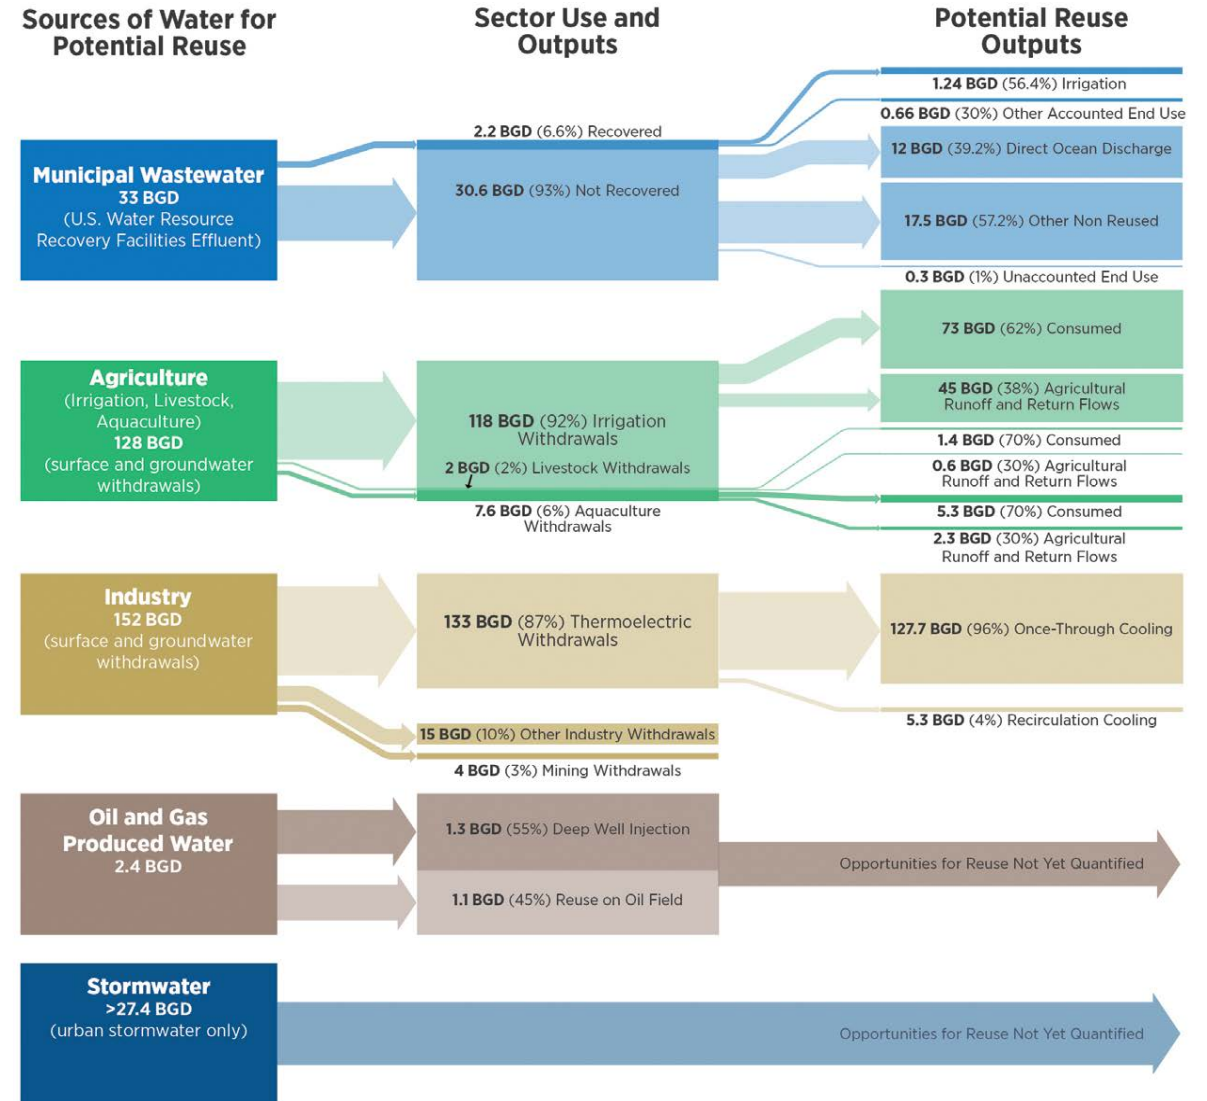 Sources of Water for
Potential Reuse
Sector Use and
Outputs
Potential Reuse
Outputs
Municipal Wastewater
33 BGD
(U.S. Water Resource
Recovery Facilities Effluent)
2.2 BGD (6.6%) Recovered
30.6 BGD (93%) Not Recovered
1.24 BGD (56.4%) Irrigation
0.66 BGD (30%) Other Accounted End Use
12 BGD (39.2%) Direct Ocean Discharge
17.5 BGD (57.2%) Other Non Reused
0.3 BGD (1%) Unaccounted End Use
Agriculture
(Irrigation, Livestock,
Aquaculture)
128 BGD
(surface and groundwater
withdrawals)
118 BGD (92%) Irrigation
Withdrawals
2 BGD (2%) Livestock Withdrawals
7.6 BGD (6%) Aquaculture
Withdrawals
73 BGD (62%) Consumed
45 BGD (38%) Agricultural
Runoff and Return Flows
1.4 BGD (70%) Consumed
0.6 BGD (30%) Agricultural
Runoff and Return Flows
5.3 BGD (70%) Consumed
2.3 BGD (30%) Agricultural
Runoff and Return Flows
Industry
152 BGD
(surface and groundwater
withdrawals)
133 BGD (87%) Thermoelectric
Withdrawals
15 BGD (10%) Other Industry Withdrawals
4 BGD (3%) Mining Withdrawals
127.7 BGD (96%) Once-Through Cooling
5.3 BGD (4%) Recirculation Cooling
Oil and Gas
Produced Water
2.4 BGD
1.3 BGD (55%) Deep Well Injection
1.1 BGD (45%) Reuse on Oil Field
Opportunities for Reuse Not Yet Quantified
Stormwater
>27.4 BGD
(urban stormwater only)
Opportunities for Reuse Not Yet Quantified